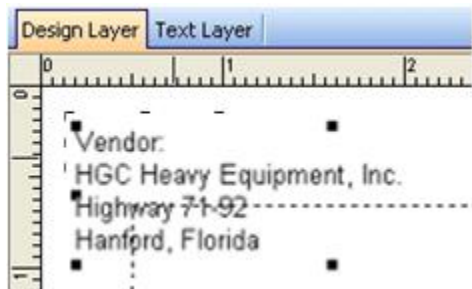 Design Layer Text Layer
0 1 2
0
Vendor:
HGC Heavy Equipment, Inc.
Highway 71-92
Hanford, Florida
1